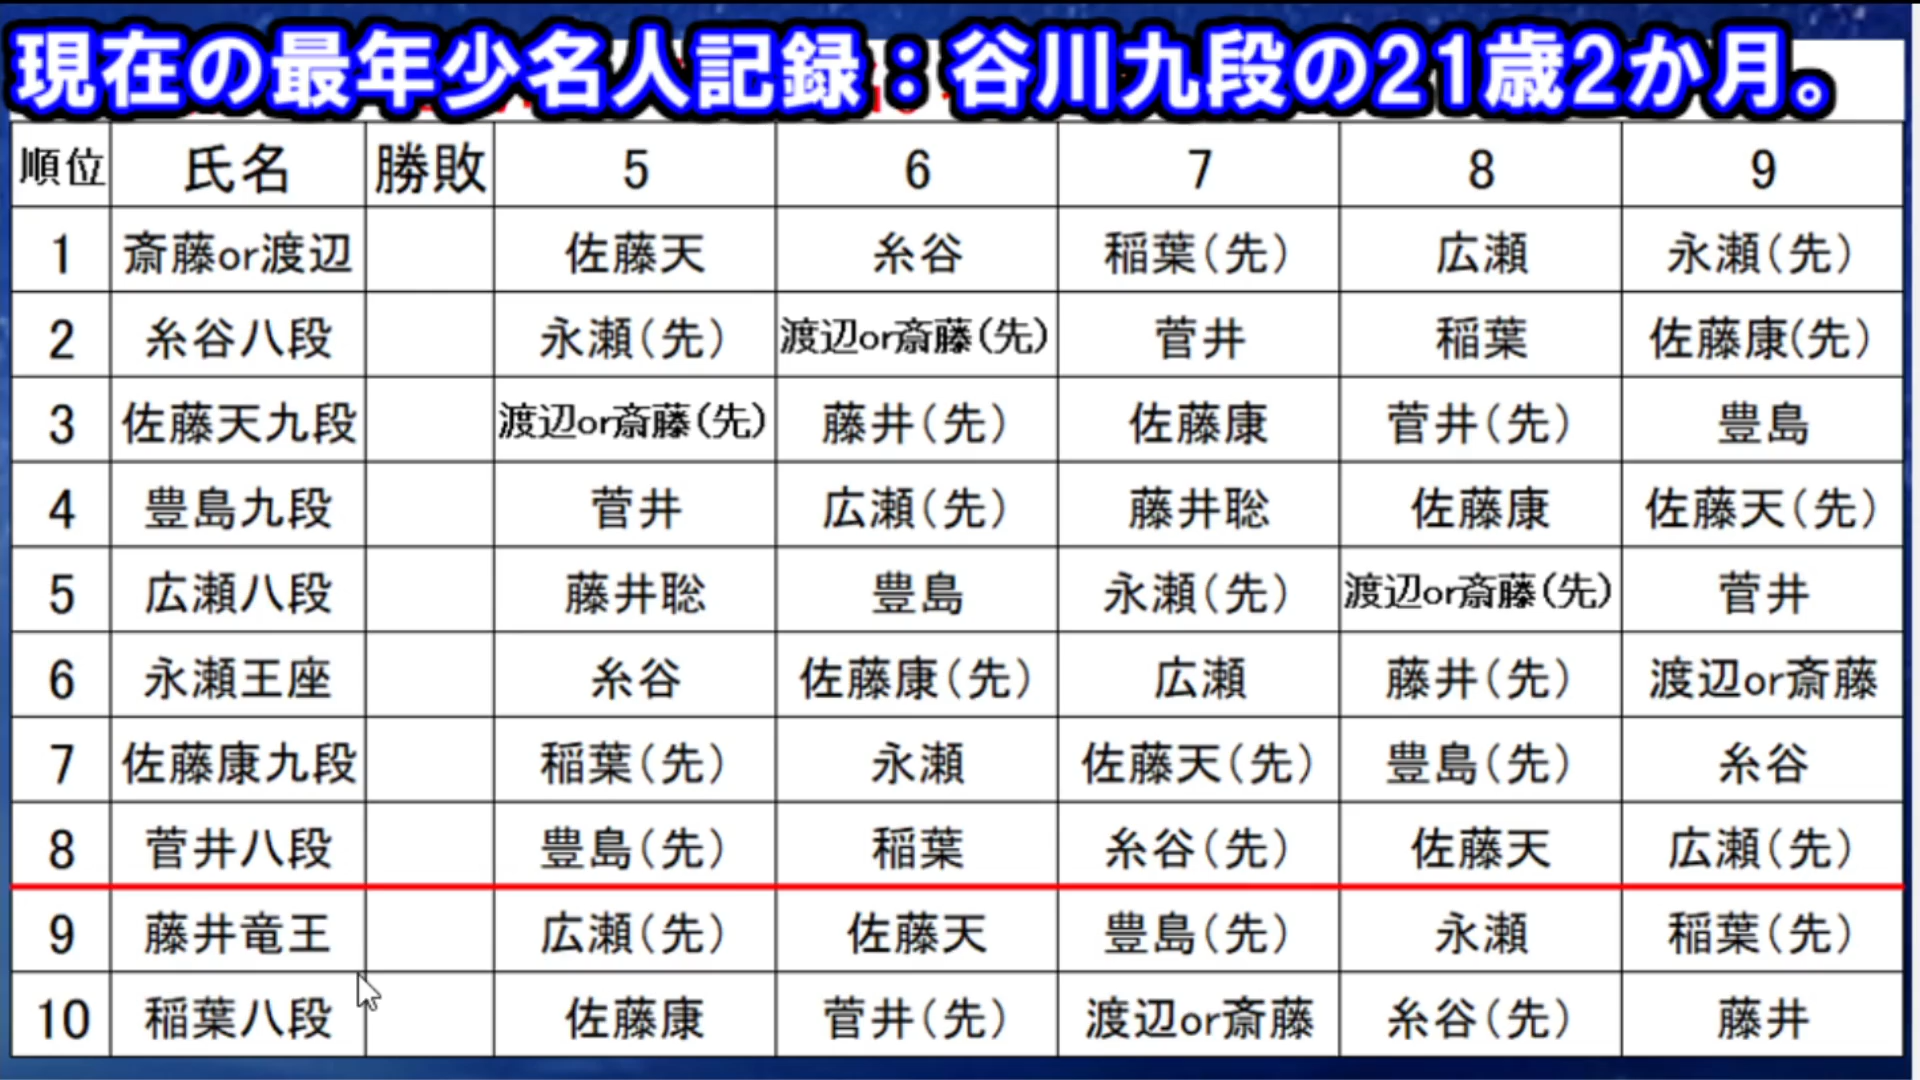 現在の最年少名人記録：谷川九段の21歳2か月。
順位 氏名 勝敗 5 6 7 8 9
1 斎藤or渡辺 佐藤天 糸谷 稲葉(先) 広瀬 永瀬(先)
2 糸谷八段 永瀬(先) 渡辺or斎藤(先) 菅井 稲葉 佐藤康(先)
3 佐藤天九段 渡辺or斎藤(先) 藤井(先) 佐藤康 菅井(先) 豊島
4 豊島九段 菅井 広瀬(先) 藤井聡 佐藤康 佐藤天(先)
5 広瀬八段 藤井聡 豊島 永瀬(先) 渡辺or斎藤(先) 菅井
6 永瀬王座 糸谷 佐藤康(先) 広瀬 藤井(先) 渡辺or斎藤
7 佐藤康九段 稲葉(先) 永瀬 佐藤天(先) 豊島(先) 糸谷
8 菅井八段 豊島(先) 稲葉 糸谷(先) 佐藤天 広瀬(先)
9 藤井竜王 広瀬(先) 佐藤天 豊島(先) 永瀬 稲葉(先)
10 稲葉八段 佐藤康 菅井(先) 渡辺or斎藤 糸谷(先) 藤井